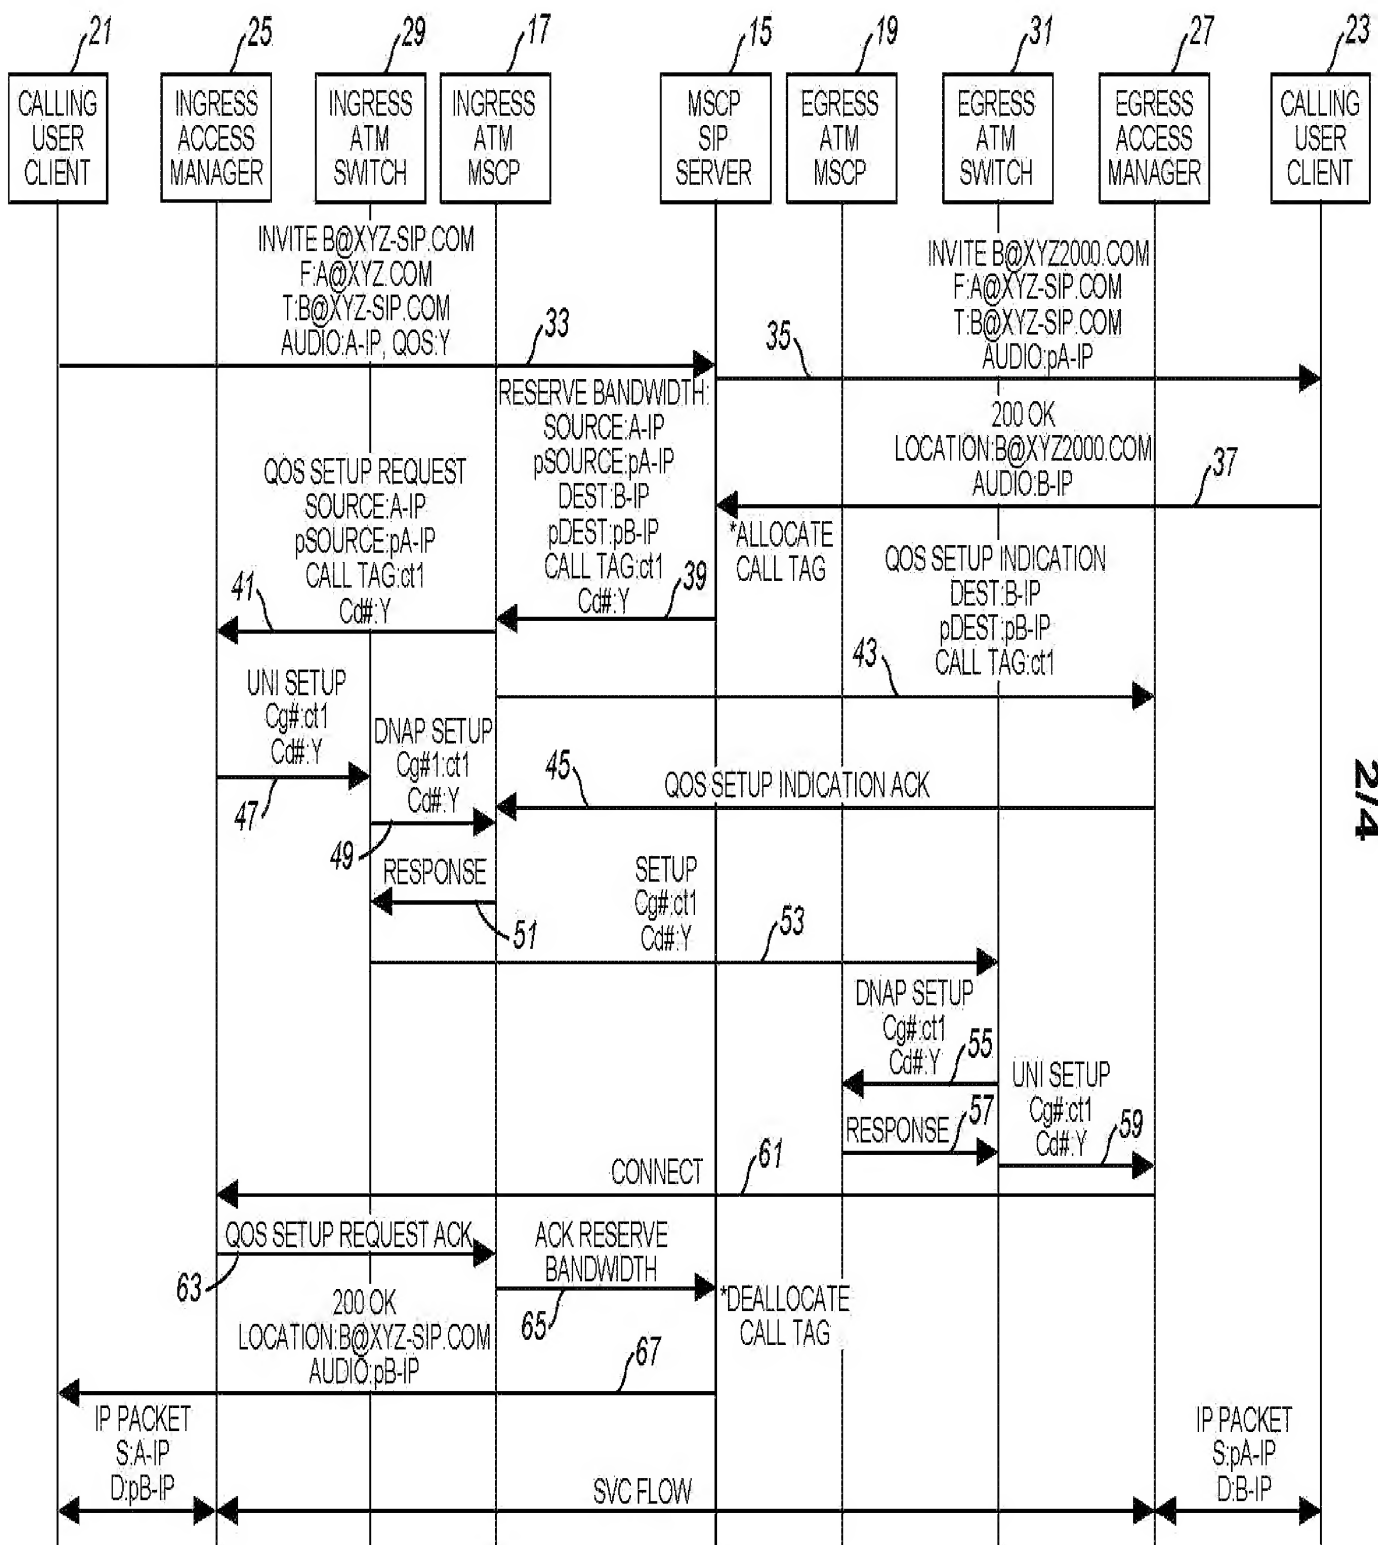 21
25
29
17
15
19
31
27
23
CALLING
USER
CLIENT
INGRESS
ACCESS
MANAGER
INGRESS
ATM
SWITCH
INGRESS
ATM
MSCP
MSCP
SIP
SERVER
EGRESS
ATM
MSCP
EGRESS
ATM
SWITCH
EGRESS
ACCESS
MANAGER
CALLING
USER
CLIENT
INVITE B@XYZ-SIP.COM
F:A@XYZ.COM
T:B@XYZ-SIP.COM
AUDIO:A-IP, QOS:Y
33
INVITE B@XYZ2000.COM
F:A@XYZ-SIP.COM
T:B@XYZ-SIP.COM
AUDIO:pA-IP
35
200 OK
LOCATION:B@XYZ2000.COM
AUDIO:B-IP
37
*ALLOCATE
CALL TAG
RESERVE BANDWIDTH:
SOURCE:A-IP
pSOURCE:pA-IP
DEST:B-IP
pDEST:pB-IP
CALL TAG:ct1
Cd#:Y
39
QOS SETUP REQUEST
SOURCE:A-IP
pSOURCE:pA-IP
CALL TAG:ct1
Cd#:Y
41
QOS SETUP INDICATION
DEST:B-IP
pDEST:pB-IP
CALL TAG:ct1
43
UNI SETUP
Cg#:ct1
Cd#:Y
47
DNAP SETUP
Cg#1:ct1
Cd#:Y
49
45
QOS SETUP INDICATION ACK
RESPONSE
51
SETUP
Cg#:ct1
Cd#:Y
53
DNAP SETUP
Cg#:ct1
Cd#:Y
55
RESPONSE
57
UNI SETUP
Cg#:ct1
Cd#:Y
59
CONNECT
61
QOS SETUP REQUEST ACK
63
ACK RESERVE
BANDWIDTH
65
*DEALLOCATE
CALL TAG
200 OK
LOCATION:B@XYZ-SIP.COM
AUDIO:pB-IP
67
IP PACKET
S:A-IP
D:pB-IP
SVC FLOW
IP PACKET
S:pA-IP
D:B-IP
2/4